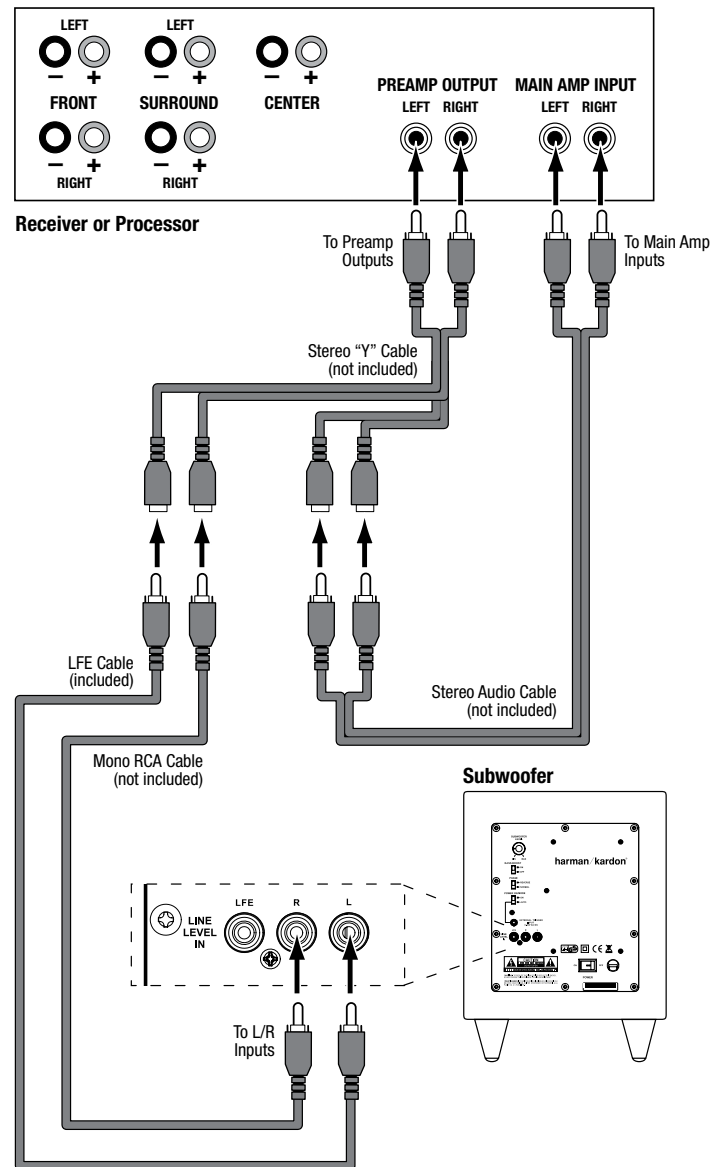 LEFT
LEFT
– +
– +
– +
FRONT
SURROUND
CENTER
PREAMP OUTPUT
MAIN AMP INPUT
LEFT RIGHT
LEFT RIGHT
– +
– +
RIGHT
RIGHT
Receiver or Processor
To Preamp
Outputs
To Main Amp
Inputs
Stereo “Y” Cable
(not included)
LFE Cable
(included)
Stereo Audio Cable
(not included)
Mono RCA Cable
(not included)
Subwoofer
harman/kardon
LFE R L
LINE
LEVEL
IN
POWER
To L/R
Inputs